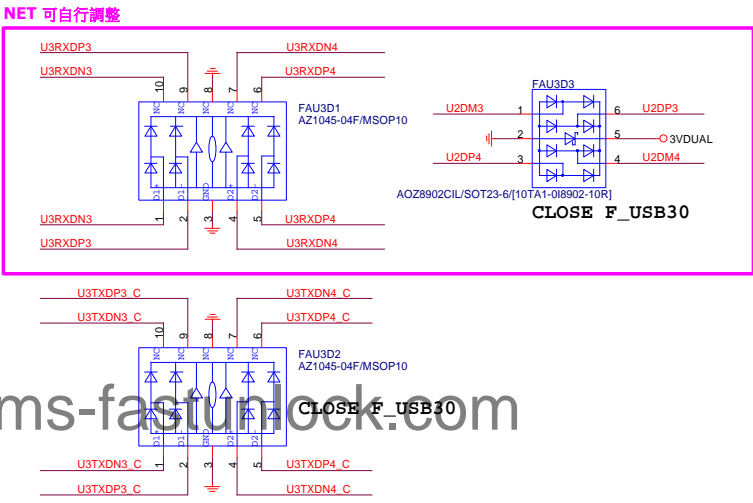 NET 可自行調整
U3RXDP3
U3RXDN4
U3RXDN3
U3RXDP4
10
9
8
7
6
NC
NC
NC
NC
FAU3D1
AZ1045-04F/MSOP10
D1+
D1-
GND
D2+
D2-
1
2
3
4
5
U3RXDN3
U3RXDP4
U3RXDP3
U3RXDN4
FAU3D3
U2DM3
1
6
U2DP3
2
5
3VDUAL
U2DP4
3
4
U2DM4
AOZ8902CIL/SOT23-6/[10TA1-0I8902-10R]
CLOSE F_USB30
U3TXDP3_C
U3TXDN4_C
U3TXDN3_C
U3TXDP4_C
10
9
8
7
6
NC
NC
NC
NC
FAU3D2
AZ1045-04F/MSOP10
CLOSE F_USB30
ms-fastunlock.com
D1+
D1-
GND
D2+
D2-
1
2
3
4
5
U3TXDN3_C
U3TXDP4_C
U3TXDP3_C
U3TXDN4_C